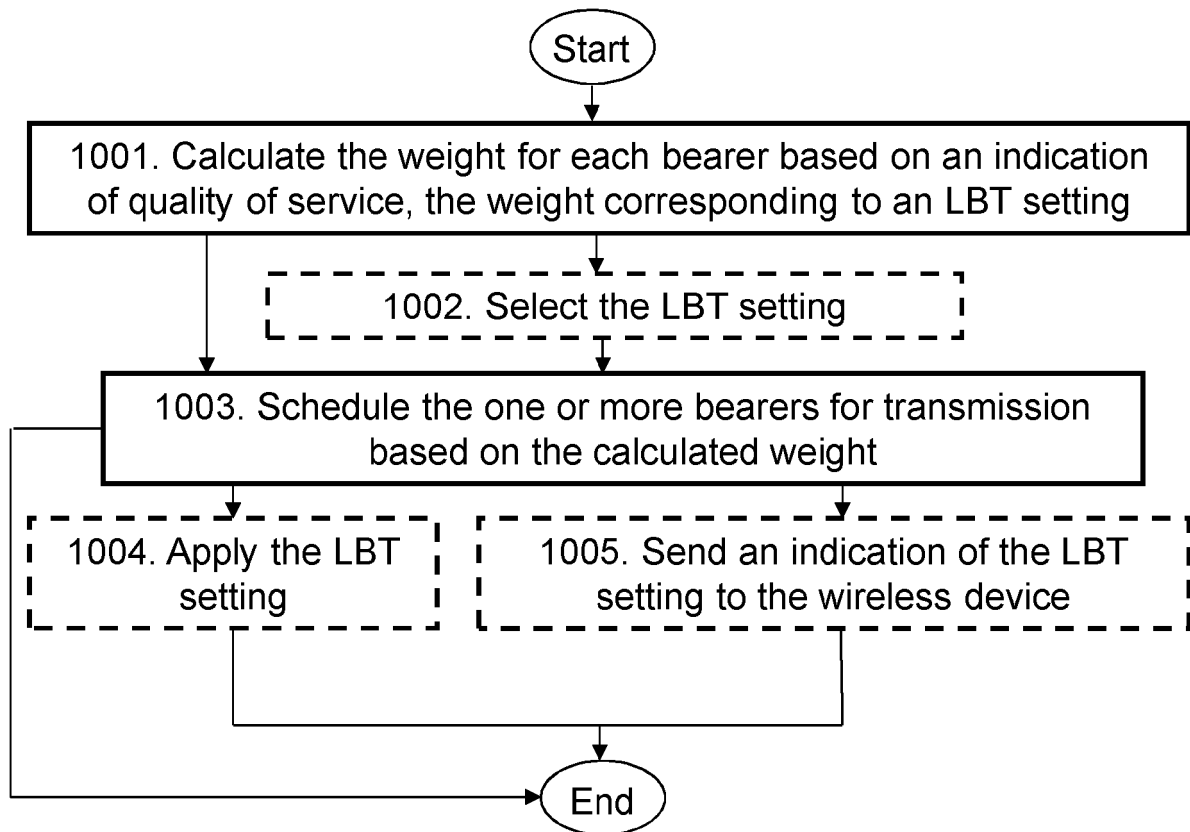 Start
1001. Calculate the weight for each bearer based on an indication
of quality of service, the weight corresponding to an LBT setting
1002. Select the LBT setting
1003. Schedule the one or more bearers for transmission
based on the calculated weight
1004. Apply the LBT
setting
1005. Send an indication of the LBT
setting to the wireless device
End